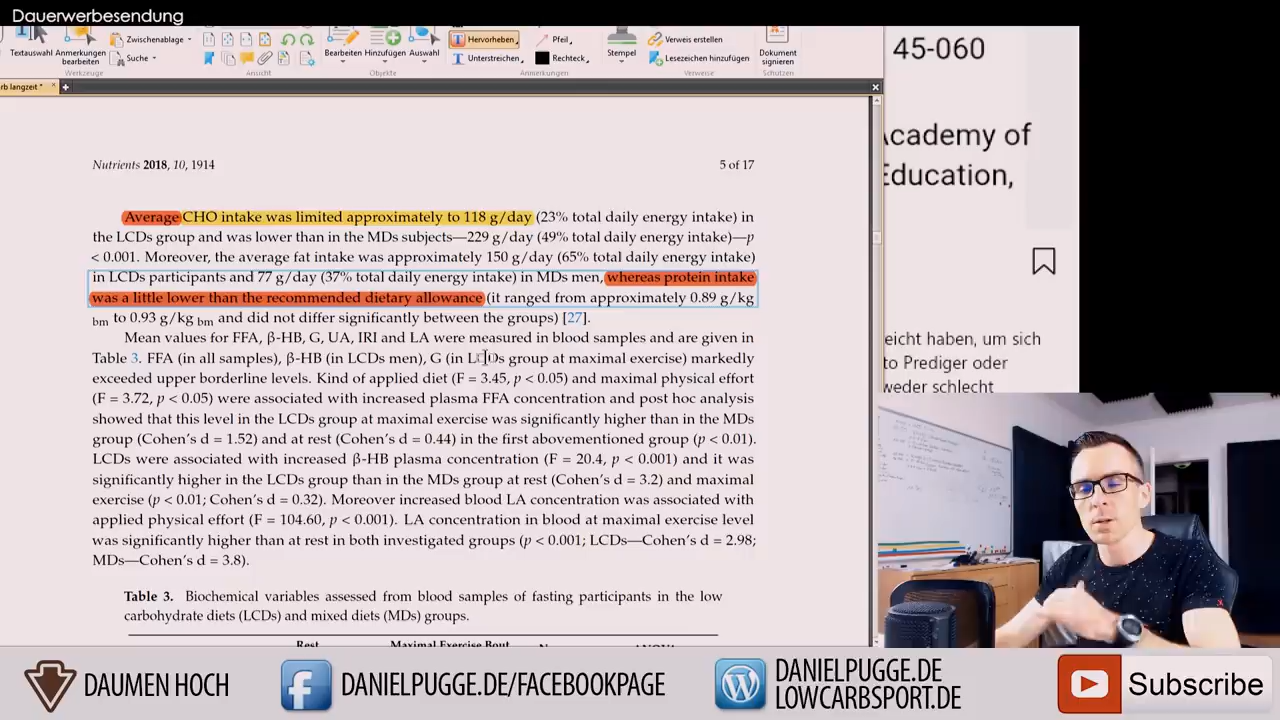 Dauerwerbesendung
Textauswahl
Anmerkungen
bearbeiten
Zwischenablage
Suche
Werkzeuge
Ansicht
Bearbeiten
Hinzufügen
Auswahl
Objekte
Hervorheben
Unterstreichen
Pfeil
Rechteck
Anmerkungen
Stempel
Verweis erstellen
Lesezeichen hinzufügen
Verweise
Dokument
signieren
Schützen
rb langzeit *
45-060
Academy of
Education,
Nutrients 2018, 10, 1914
5 of 17
Average CHO intake was limited approximately to 118 g/day (23% total daily energy intake) in
the LCDs group and was lower than in the MDs subjects—229 g/day (49% total daily energy intake)—p
< 0.001. Moreover, the average fat intake was approximately 150 g/day (65% total daily energy intake)
in LCDs participants and 77 g/day (37% total daily energy intake) in MDs men, whereas protein intake
was a little lower than the recommended dietary allowance (it ranged from approximately 0.89 g/kg
bm to 0.93 g/kg bm and did not differ significantly between the groups) [27].
Mean values for FFA, β-HB, G, UA, IRI and LA were measured in blood samples and are given in
Table 3. FFA (in all samples), β-HB (in LCDs men), G (in LCDs group at maximal exercise) markedly
exceeded upper borderline levels. Kind of applied diet (F = 3.45, p < 0.05) and maximal physical effort
(F = 3.72, p < 0.05) were associated with increased plasma FFA concentration and post hoc analysis
showed that this level in the LCDs group at maximal exercise was significantly higher than in the MDs
group (Cohen's d = 1.52) and at rest (Cohen's d = 0.44) in the first abovementioned group (p < 0.01).
LCDs were associated with increased β-HB plasma concentration (F = 20.4, p < 0.001) and it was
significantly higher in the LCDs group than in the MDs group at rest (Cohen's d = 3.2) and maximal
exercise (p < 0.01; Cohen's d = 0.32). Moreover increased blood LA concentration was associated with
applied physical effort (F = 104.60, p < 0.001). LA concentration in blood at maximal exercise level
was significantly higher than at rest in both investigated groups (p < 0.001; LCDs—Cohen's d = 2.98;
MDs—Cohen's d = 3.8).
Table 3. Biochemical variables assessed from blood samples of fasting participants in the low
carbohydrate diets (LCDs) and mixed diets (MDs) groups.
Rest
Maximal Exercise Bout
eicht haben, um sich
to Prediger oder
weder schlecht
DAUMEN HOCH
DANIELPUGGE.DE/FACEBOOKPAGE
DANIELPUGGE.DE
LOWCARBSPORT.DE
Subscribe